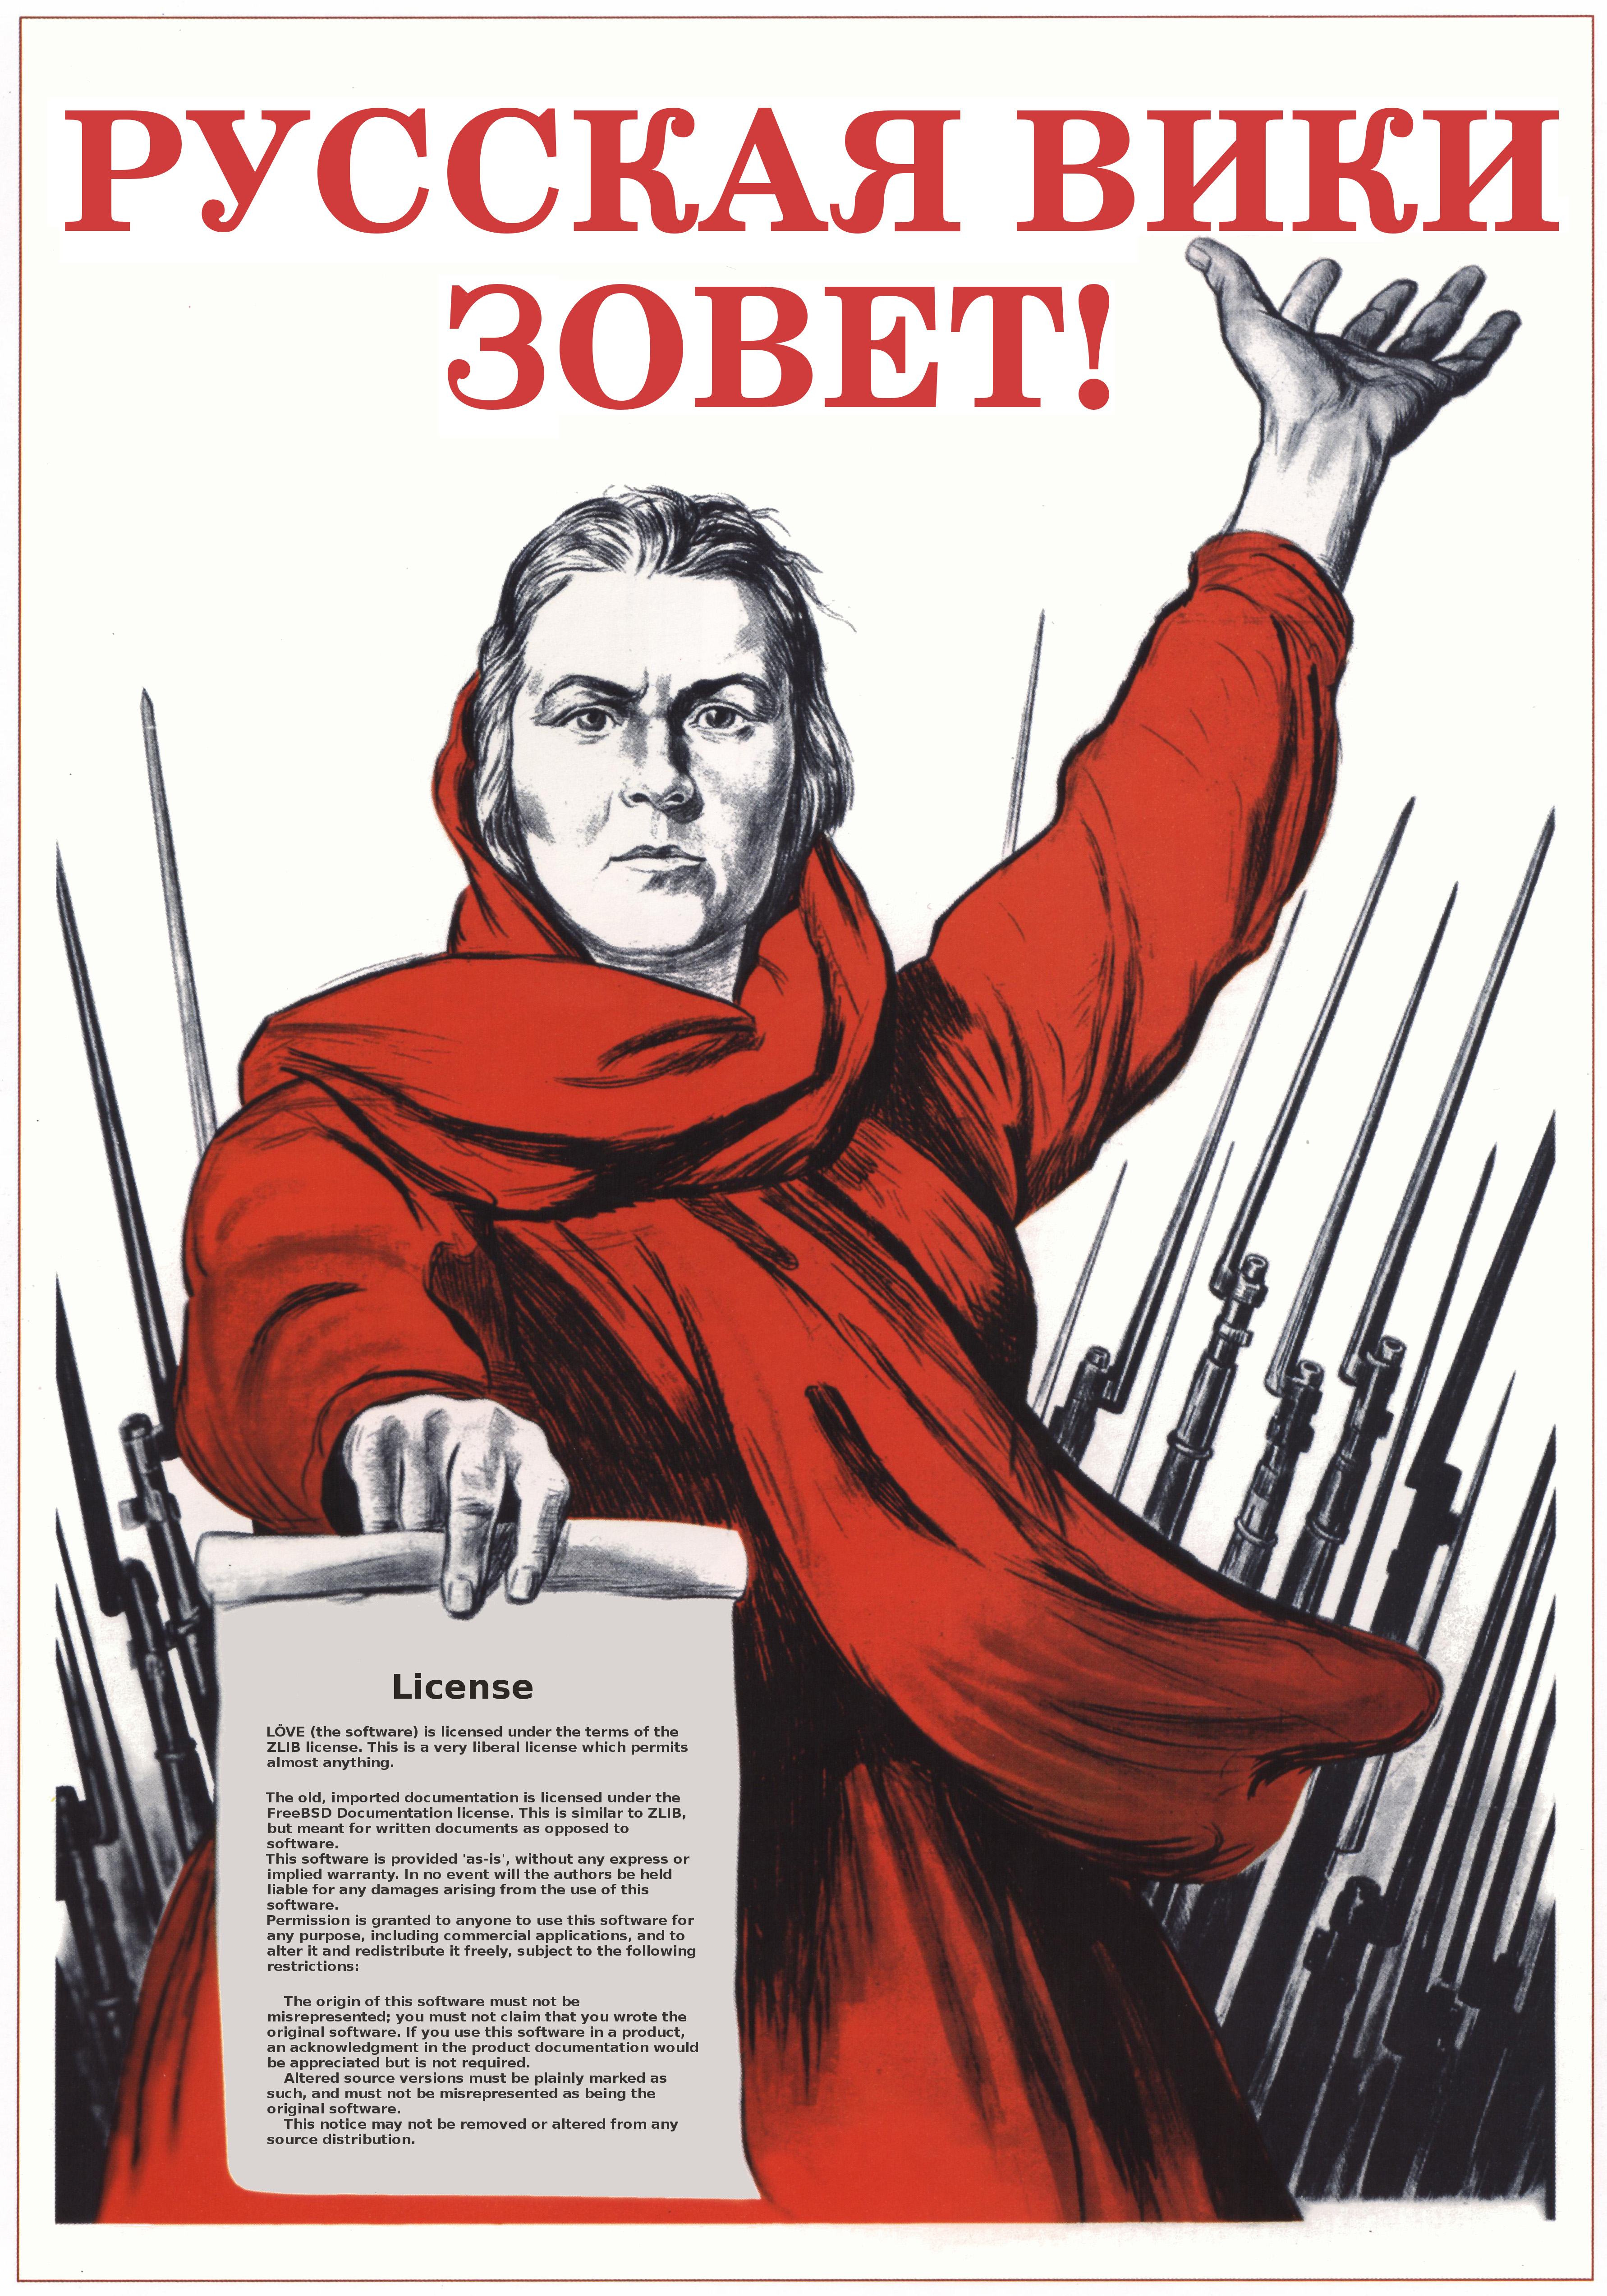 РУССКАЯ ВИКИ
ЗОВЕТ!
License
LÖVE (the software) is licensed under the terms of the
ZLIB license. This is a very liberal license which permits
almost anything.
The old, imported documentation is licensed under the
FreeBSD Documentation license. This is similar to ZLIB,
but meant for written documents as opposed to
software.
This software is provided 'as-is', without any express or
implied warranty. In no event will the authors be held
liable for any damages arising from the use of this
software.
Permission is granted to anyone to use this software for
any purpose, including commercial applications, and to
alter it and redistribute it freely, subject to the following
restrictions:
The origin of this software must not be
misrepresented; you must not claim that you wrote the
original software. If you use this software in a product,
an acknowledgment in the product documentation would
be appreciated but is not required.
Altered source versions must be plainly marked as
such, and must not be misrepresented as being the
original software.
This notice may not be removed or altered from any
source distribution.